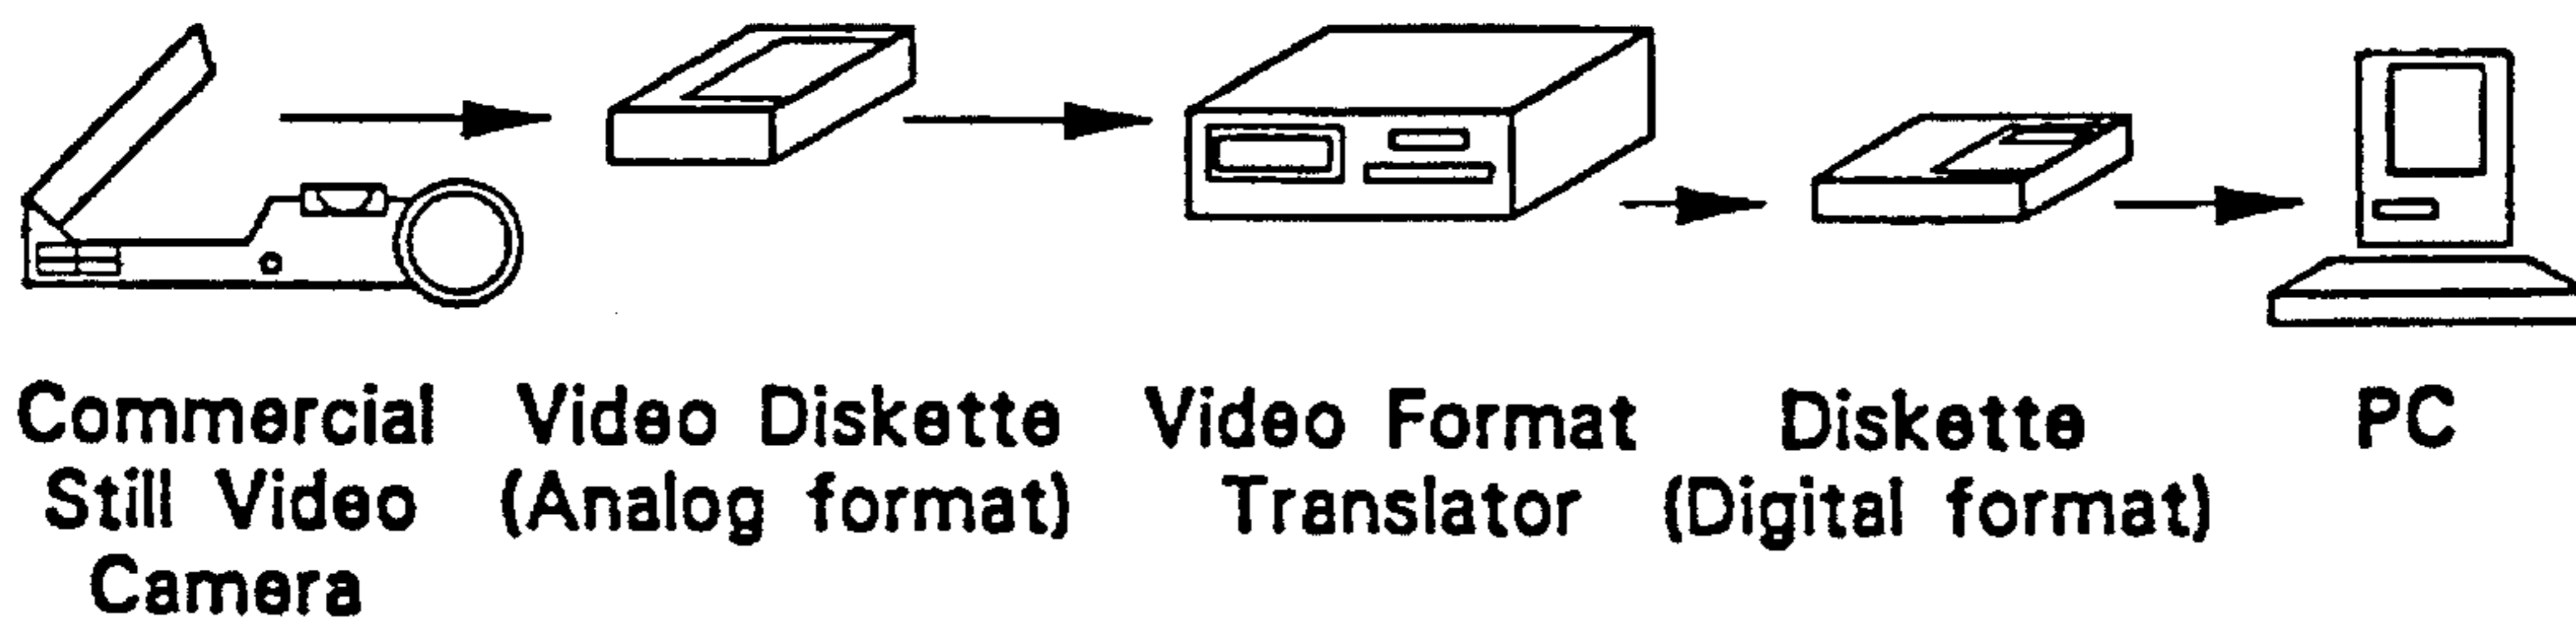 Commercial Still Video Camera
Video Diskette (Analog format)
Video Format Translator
Diskette (Digital format)
PC